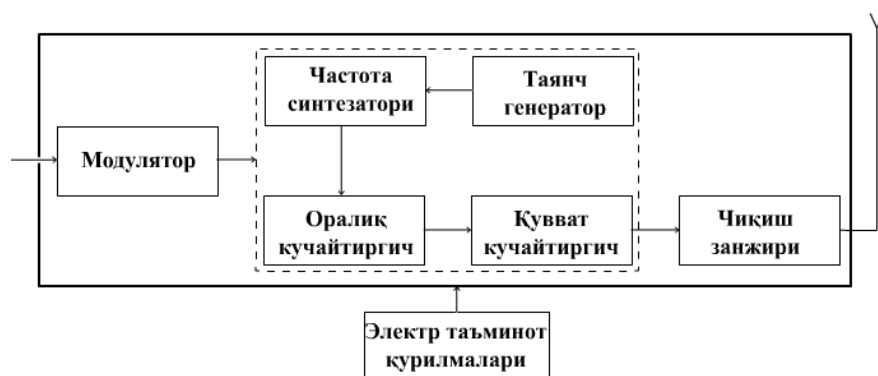 Частота
синтезатори
Таянч
генератор
Модулятор
Оралиқ
кучайтиргич
Қувват
кучайтиргич
Чиқиш
занжири
Электр таъминот
қурилмалари